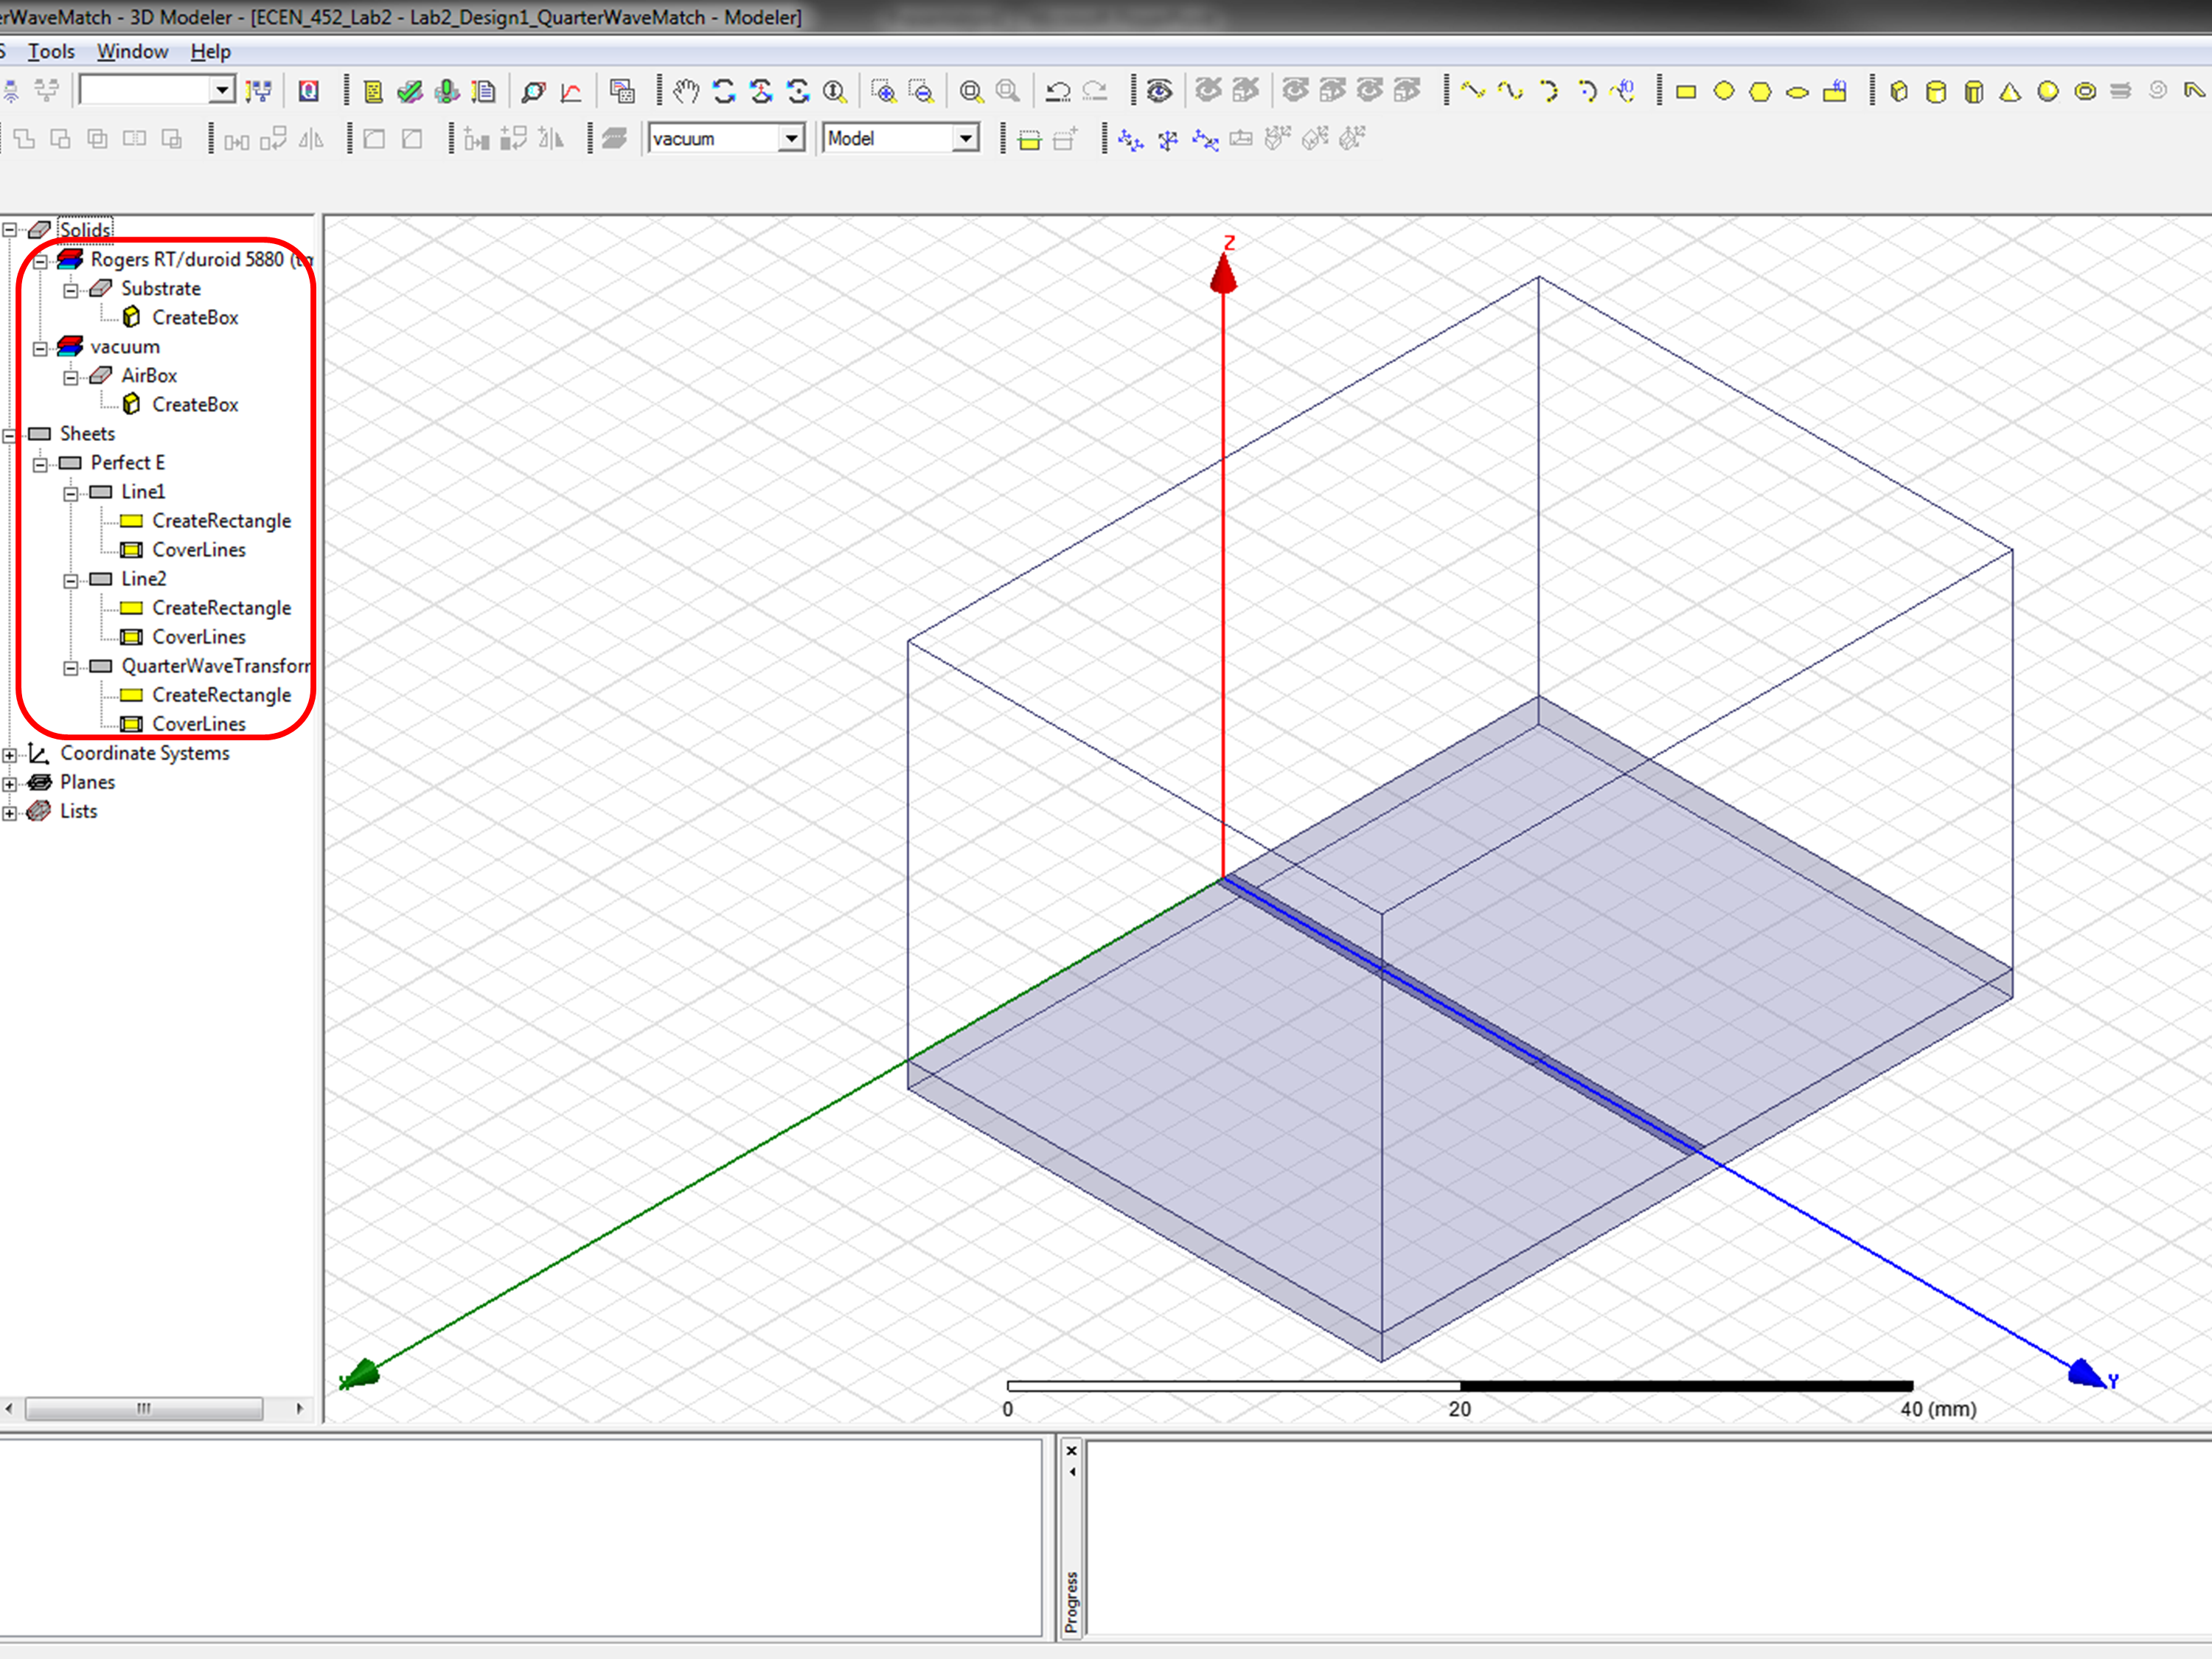 erWaveMatch - 3D Modeler - [ECEN_452_Lab2 - Lab2_Design1_QuarterWaveMatch - Modeler]
S Tools Window Help
vacuum Model
Solids
Rogers RT/duroid 5880 (t
Substrate
CreateBox
vacuum
AirBox
CreateBox
Sheets
Perfect E
Line1
CreateRectangle
CoverLines
Line2
CreateRectangle
CoverLines
QuarterWaveTransfor
CreateRectangle
CoverLines
Coordinate Systems
Planes
Lists
Z
Y
0 20 40 (mm)
Progress